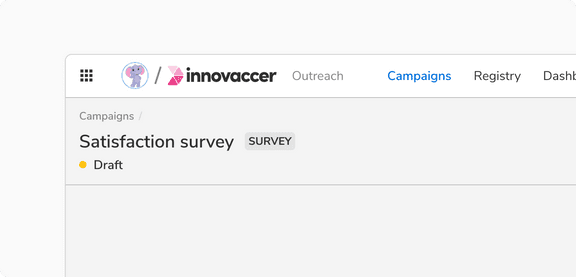 / innovaccer Outreach Campaigns Registry
Campaigns /
Satisfaction survey SURVEY
Draft